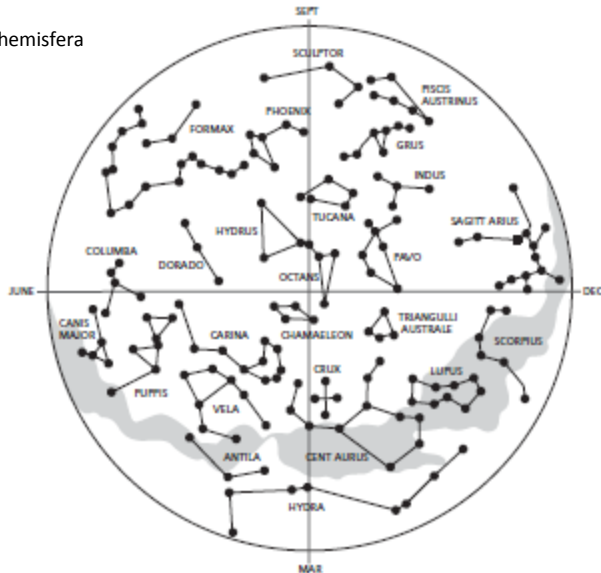 SEPT
hemisfera
SCULPTOR
PISCIS
AUSTRINUS
PHOENIX
FORMAX
GRUS
INDUS
TUCANA
SAGITT ARIUS
HYDRUS
COLUMBA
DORADO
PAVO
OCTANS
JUNE
DEC
CANIS
MAJOR
CARINA
CHAMAELEON
TRIANGULLI
AUSTRALE
SCORPIUS
CRUX
LUPUS
PUPPIS
VELA
ANTILA
CENT AURUS
HYDRA
MAR